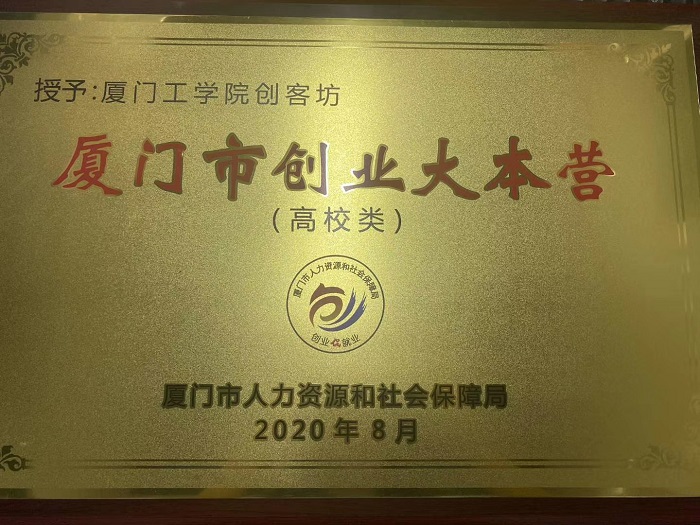 授予:厦门工学院创客坊
厦门市创业大本营
(高校类)
厦门市人力资源和社会保障局
创业促就业
厦门市人力资源和社会保障局
2020年8月